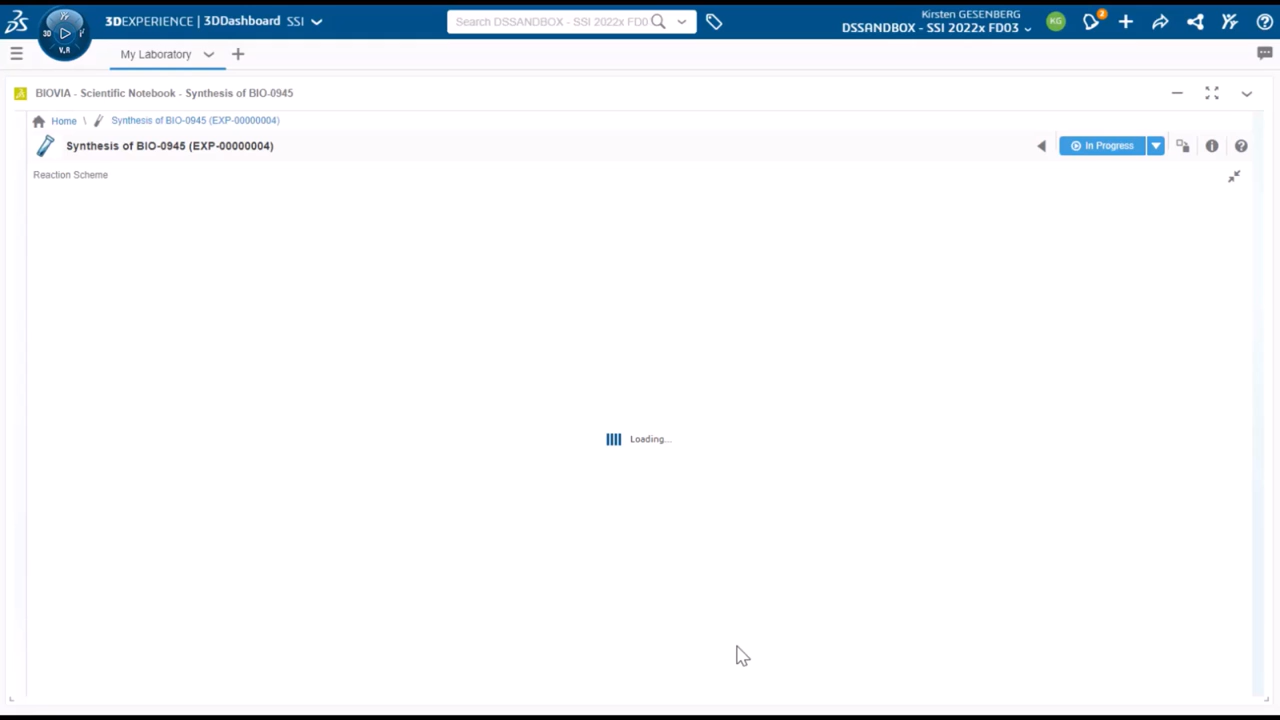 3DEXPERIENCE | 3DDashboard SSI
Search DSSANDBOX - SSI 2022x FD0
Kirsten GESENBERG
DSSANDBOX - SSI 2022x FD03
KG
2
3D
V.R
My Laboratory
BIOVIA - Scientific Notebook - Synthesis of BIO-0945
Home \ Synthesis of BIO-0945 (EXP-00000004)
Synthesis of BIO-0945 (EXP-00000004)
In Progress
Reaction Scheme
Loading...